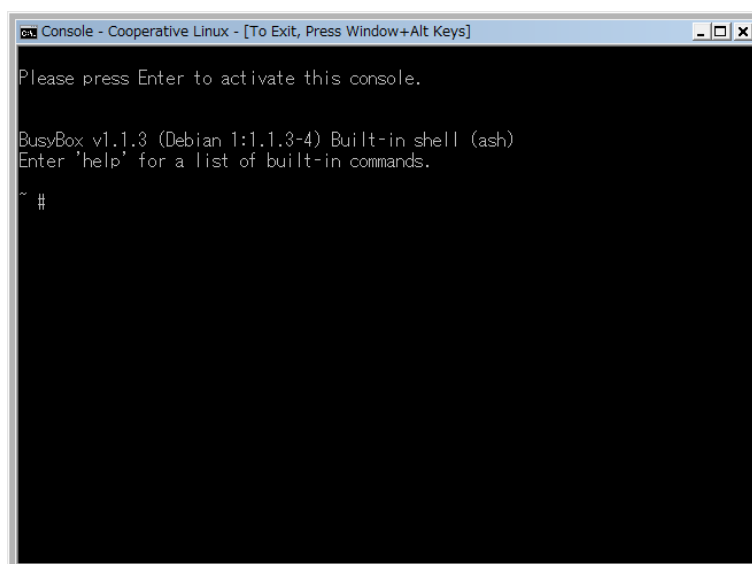 Console - Cooperative Linux - [To Exit, Press Window+Alt Keys]
Please press Enter to activate this console.
BusyBox v1.1.3 (Debian 1:1.1.3-4) Built-in shell (ash)
Enter 'help' for a list of built-in commands.
~ #